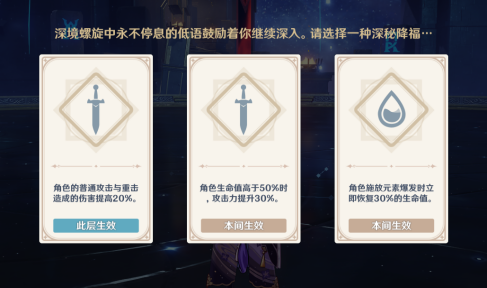 深境螺旋中永不停息的低语鼓励着你继续深入。请选择一种深秘降福…
角色的普通攻击与重击
造成的伤害提高20%。
此层生效
角色生命值高于50%时
，攻击力提升30%。
本间生效
角色施放元素爆发时立
即恢复30%的生命值。
本间生效